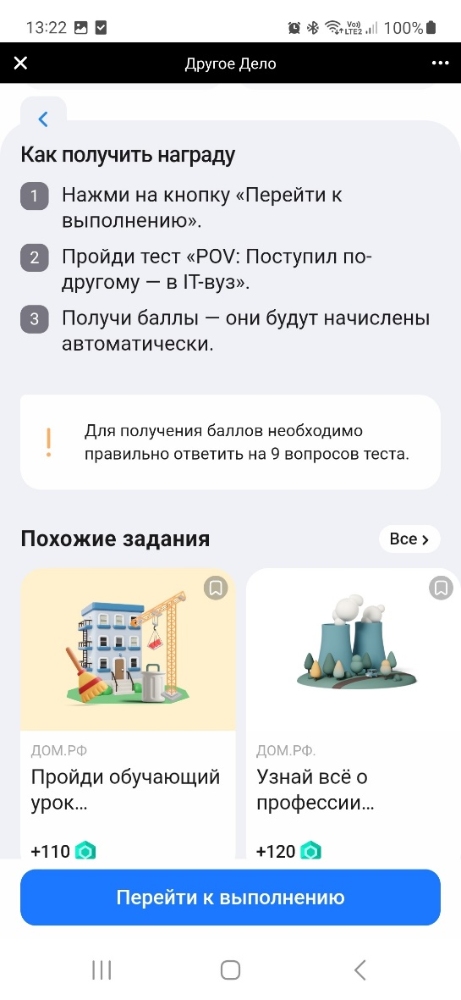 13:22
Vo)) LTE2
100%
Другое Дело
Как получить награду
1 Нажми на кнопку «Перейти к
выполнению».
2 Пройди тест «POV: Поступил по-
другому — в IT-вуз».
3 Получи баллы — они будут начислены
автоматически.
Для получения баллов необходимо
правильно ответить на 9 вопросов теста.
Похожие задания
Все
ДОМ.РФ
Пройди обучающий
урок...
+110
ДОМ.РФ.
Узнай всё о
профессии...
+120
Перейти к выполнению